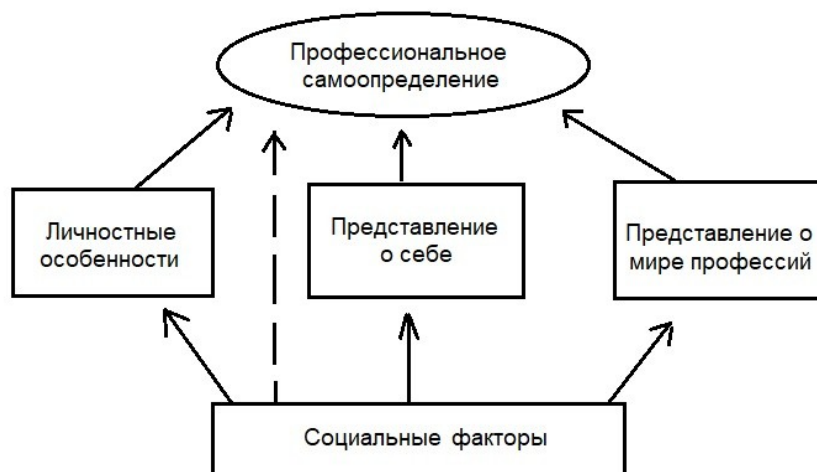 Профессиональное
самоопределение
Личностные
особенности
Представление
о себе
Представление о
мире профессий
Социальные факторы